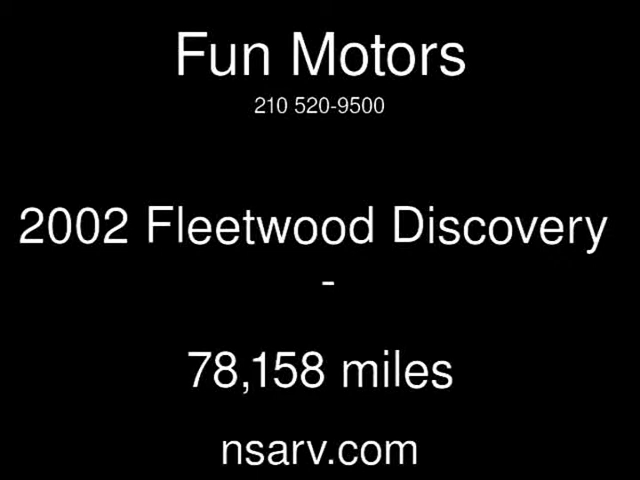 Fun Motors
210 520-9500
2002 Fleetwood Discovery
-
78,158 miles
nsarv.com